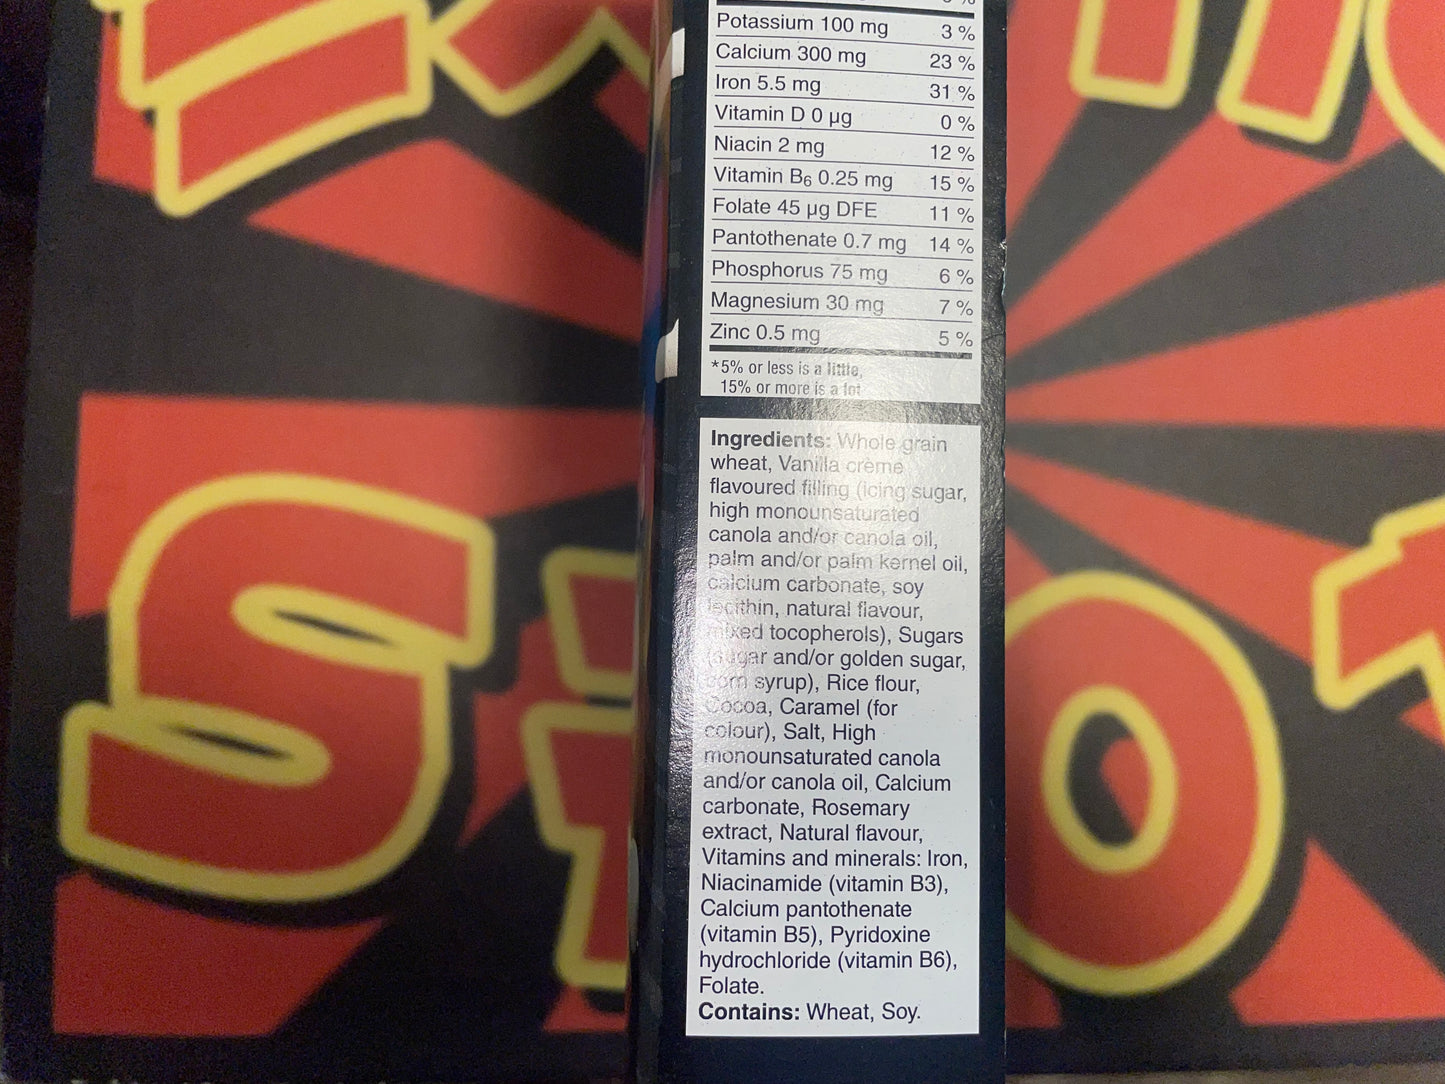 Potassium 100 mg 3 %
Calcium 300 mg 23 %
Iron 5.5 mg 31 %
Vitamin D 0 µg 0 %
Niacin 2 mg 12 %
Vitamin B6 0.25 mg 15 %
Folate 45 µg DFE 11 %
Pantothenate 0.7 mg 14 %
Phosphorus 75 mg 6 %
Magnesium 30 mg 7 %
Zinc 0.5 mg 5 %
*5% or less is a little,
15% or more is a lot
Ingredients: Whole grain
wheat, Vanilla crème
flavoured filling (icing sugar,
high monounsaturated
canola and/or canola oil,
palm and/or palm kernel oil,
calcium carbonate, soy
lecithin, natural flavour,
mixed tocopherols), Sugars
(sugar and/or golden sugar,
corn syrup), Rice flour,
Cocoa, Caramel (for
colour), Salt, High
monounsaturated canola
and/or canola oil, Calcium
carbonate, Rosemary
extract, Natural flavour,
Vitamins and minerals: Iron,
Niacinamide (vitamin B3),
Calcium pantothenate
(vitamin B5), Pyridoxine
hydrochloride (vitamin B6),
Folate.
Contains: Wheat, Soy.